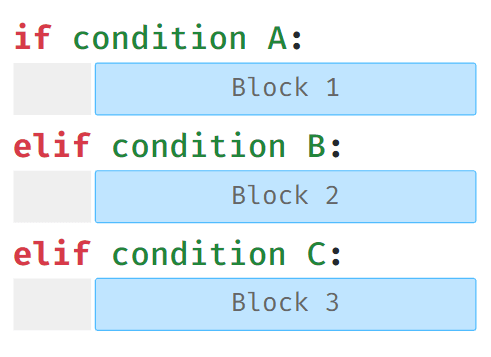 if condition A:
Block 1
elif condition B:
Block 2
elif condition C:
Block 3